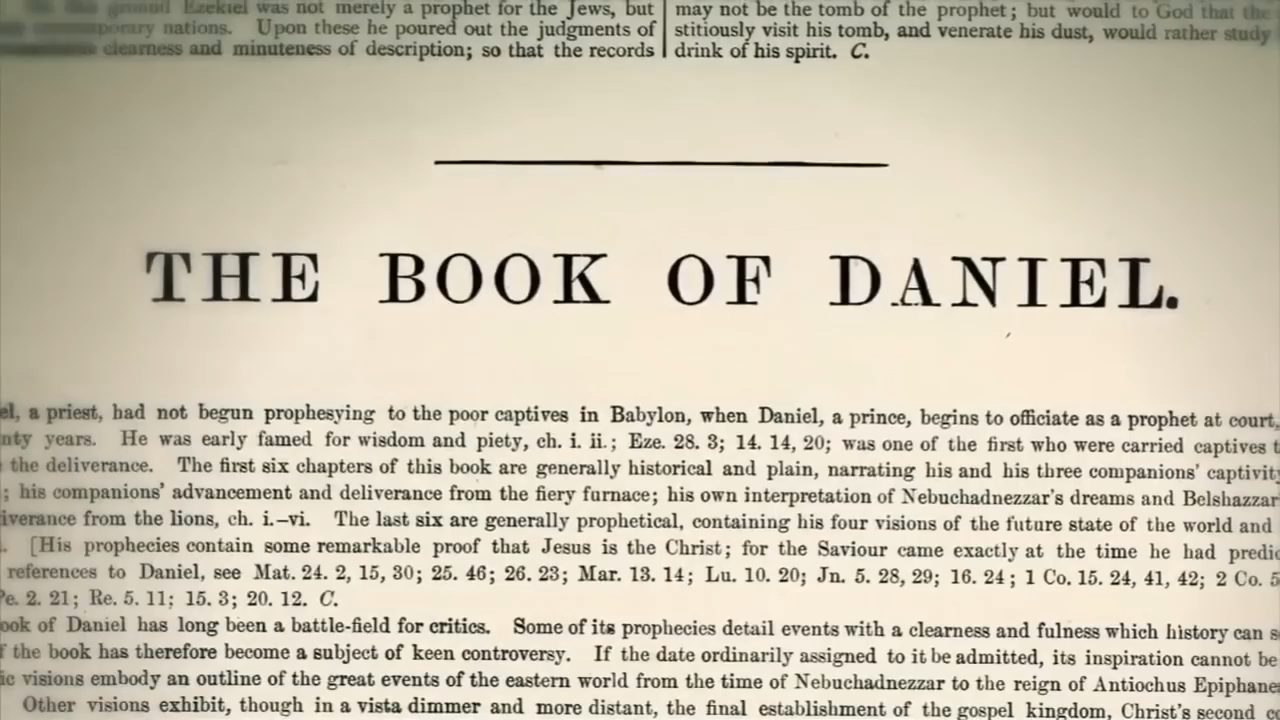 Ezekiel was not merely a prophet for the Jews, but
nations. Upon these he poured out the judgments of
clearness and minuteness of description; so that the records
may not be the tomb of the prophet; but would to God that the
stitiously visit his tomb, and venerate his dust, would rather study
drink of his spirit. C.
THE BOOK OF DANIEL.
el, a priest, had not begun prophesying to the poor captives in Babylon, when Daniel, a prince, begins to officiate as a prophet at court,
nty years. He was early famed for wisdom and piety, ch. i. ii.; Eze. 28. 3; 14. 14, 20; was one of the first who were carried captives t
the deliverance. The first six chapters of this book are generally historical and plain, narrating his and his three companions' captivity
; his companions' advancement and deliverance from the fiery furnace; his own interpretation of Nebuchadnezzar's dreams and Belshazzar
iverance from the lions, ch. i.–vi. The last six are generally prophetical, containing his four visions of the future state of the world and
. [His prophecies contain some remarkable proof that Jesus is the Christ; for the Saviour came exactly at the time he had predic
references to Daniel, see Mat. 24. 2, 15, 30; 25. 46; 26. 23; Mar. 13. 14; Lu. 10. 20; Jn. 5. 28, 29; 16. 24; 1 Co. 15. 24, 41, 42; 2 Co. 5
Pe. 2. 21; Re. 5. 11; 15. 3; 20. 12. C.
ook of Daniel has long been a battle-field for critics. Some of its prophecies detail events with a clearness and fulness which history can s
f the book has therefore become a subject of keen controversy. If the date ordinarily assigned to it be admitted, its inspiration cannot be
ic visions embody an outline of the great events of the eastern world from the time of Nebuchadnezzar to the reign of Antiochus Epiphane
Other visions exhibit, though in a vista dimmer and more distant, the final establishment of the gospel kingdom, Christ's second c